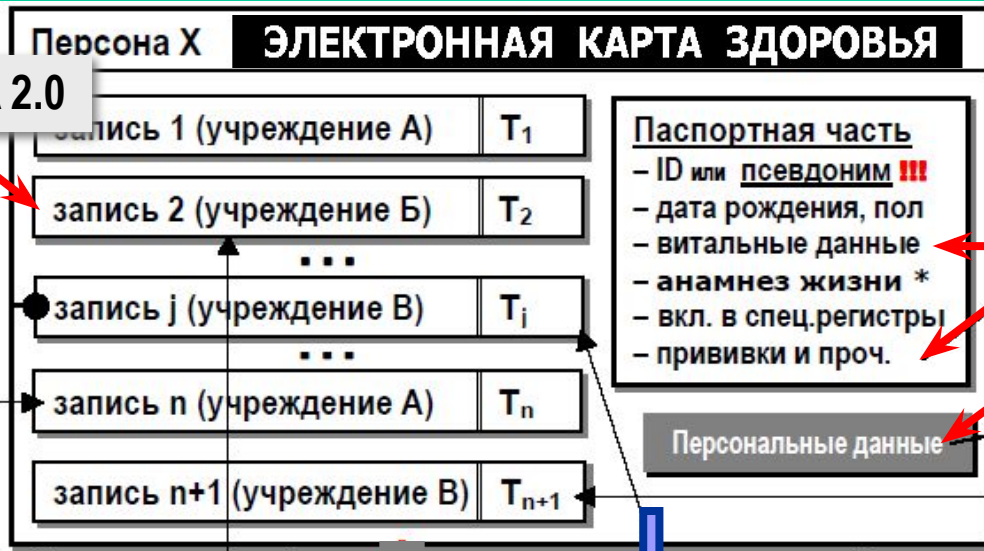 Персона X ЭЛЕКТРОННАЯ КАРТА ЗДОРОВЬЯ
2.0
запись 1 (учреждение А) T₁
запись 2 (учреждение Б) T₂
...
запись j (учреждение В) Tⱼ
...
запись n (учреждение А) Tₙ
запись n+1 (учреждение В) Tₙ₊₁
Паспортная часть
– ID или псевдоним !!!
– дата рождения, пол
– витальные данные
– анамнез жизни *
– вкл. в спец.регистры
– прививки и проч.
Персональные данные